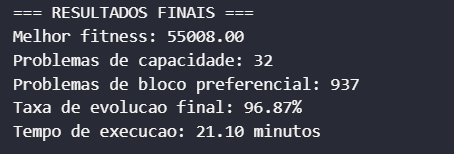 === RESULTADOS FINAIS ===
Melhor fitness: 55008.00
Problemas de capacidade: 32
Problemas de bloco preferencial: 937
Taxa de evolucao final: 96.87%
Tempo de execucao: 21.10 minutos